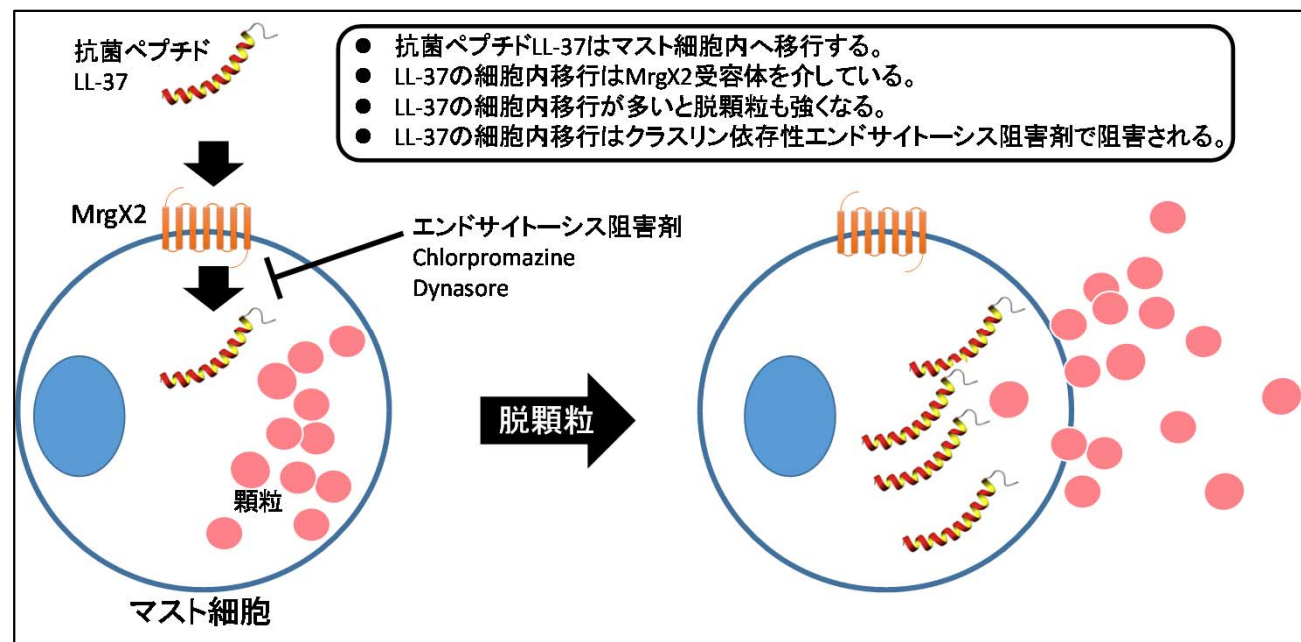 抗菌ペプチド
LL-37
● 抗菌ペプチドLL-37はマスト細胞内へ移行する。
● LL-37の細胞内移行はMrgX2受容体を介している。
● LL-37の細胞内移行が多いと脱顆粒も強くなる。
● LL-37の細胞内移行はクラスリン依存性エンドサイトーシス阻害剤で阻害される。
MrgX2
エンドサイトーシス阻害剤
Chlorpromazine
Dynasore
脱顆粒
顆粒
マスト細胞